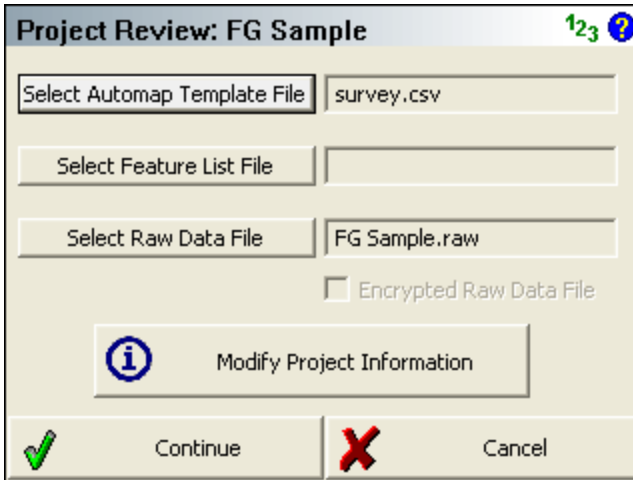 Project Review: FG Sample 123 ?
Select Automap Template File survey.csv
Select Feature List File
Select Raw Data File FG Sample.raw
Encrypted Raw Data File
Modify Project Information
Continue Cancel